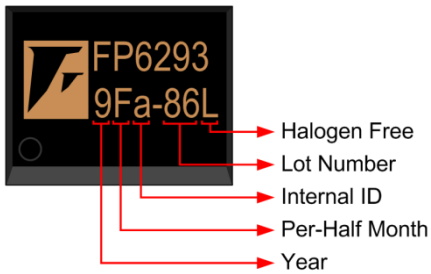 FP6293
9Fa-86L
Halogen Free
Lot Number
Internal ID
Per-Half Month
Year